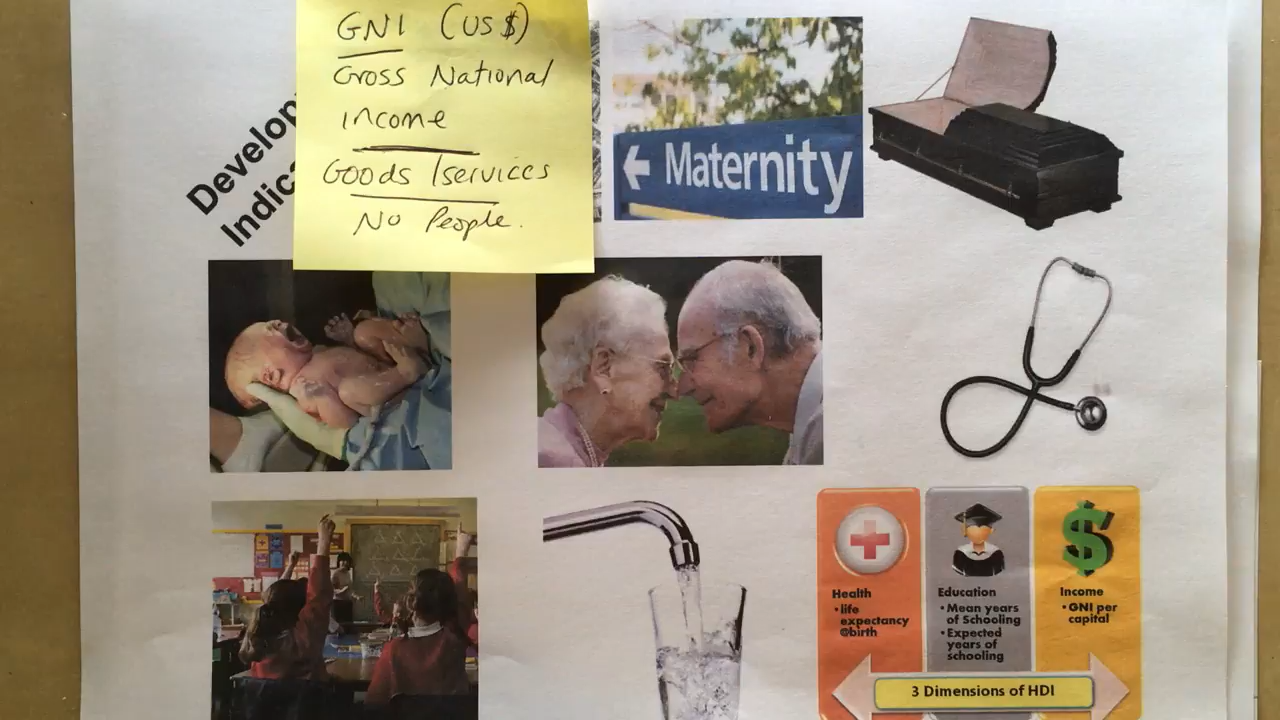 GNI (US$)
Gross National
income
Goods /services
No People.
Develop
Indic
Maternity
Health
• life
expectancy
@birth
Education
• Mean years
of Schooling
• Expected
years of
schooling
Income
• GNI per
capital
3 Dimensions of HDI